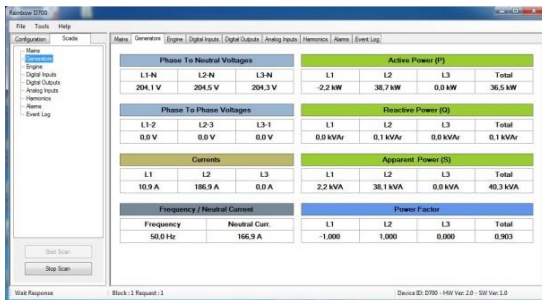 Rainbow D700
File Tools Help
Configuration Scada
Mains Generators Engine Digital Inputs Digital Outputs Analog Inputs Harmonics Alarms Event Log
Mains
Generators
Engine
Digital Inputs
Digital Outputs
Analog Inputs
Harmonics
Alarms
Event Log
Phase To Neutral Voltages
L1-N L2-N L3-N
204,1 V 204,5 V 204,3 V
Active Power (P)
L1 L2 L3 Total
-2,2 kW 38,7 kW 0,0 kW 36,5 kW
Phase To Phase Voltages
L1-2 L2-3 L3-1
0,0 V 0,0 V 0,0 V
Reactive Power (Q)
L1 L2 L3 Total
0,0 kVAr 0,1 kVAr 0,0 kVAr 0,1 kVAr
Currents
L1 L2 L3
10,9 A 186,9 A 0,0 A
Apparent Power (S)
L1 L2 L3 Total
2,2 kVA 38,1 kVA 0,0 kVA 40,3 kVA
Frequency / Neutral Current
Frequency Neutral Curr.
50,0 Hz 166,9 A
Power Factor
L1 L2 L3 Total
-1,000 1,000 0,000 0,903
Start Scan
Stop Scan
Wait Response
Block : 1 Request : 1
Device ID: D700 - HW Ver: 2.0 - SW Ver: 1.0